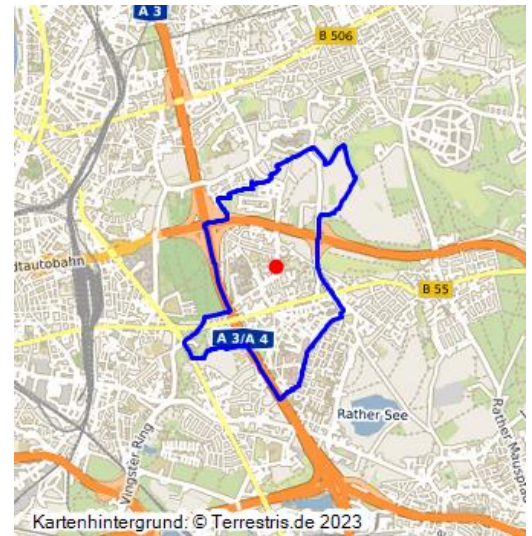 A 3
B 506
dtautobahn
B 55
A 3/A 4
Rather See
Vingster Ring
Rather Mauspfad
Kartenhintergrund: © Terrestris.de 2023